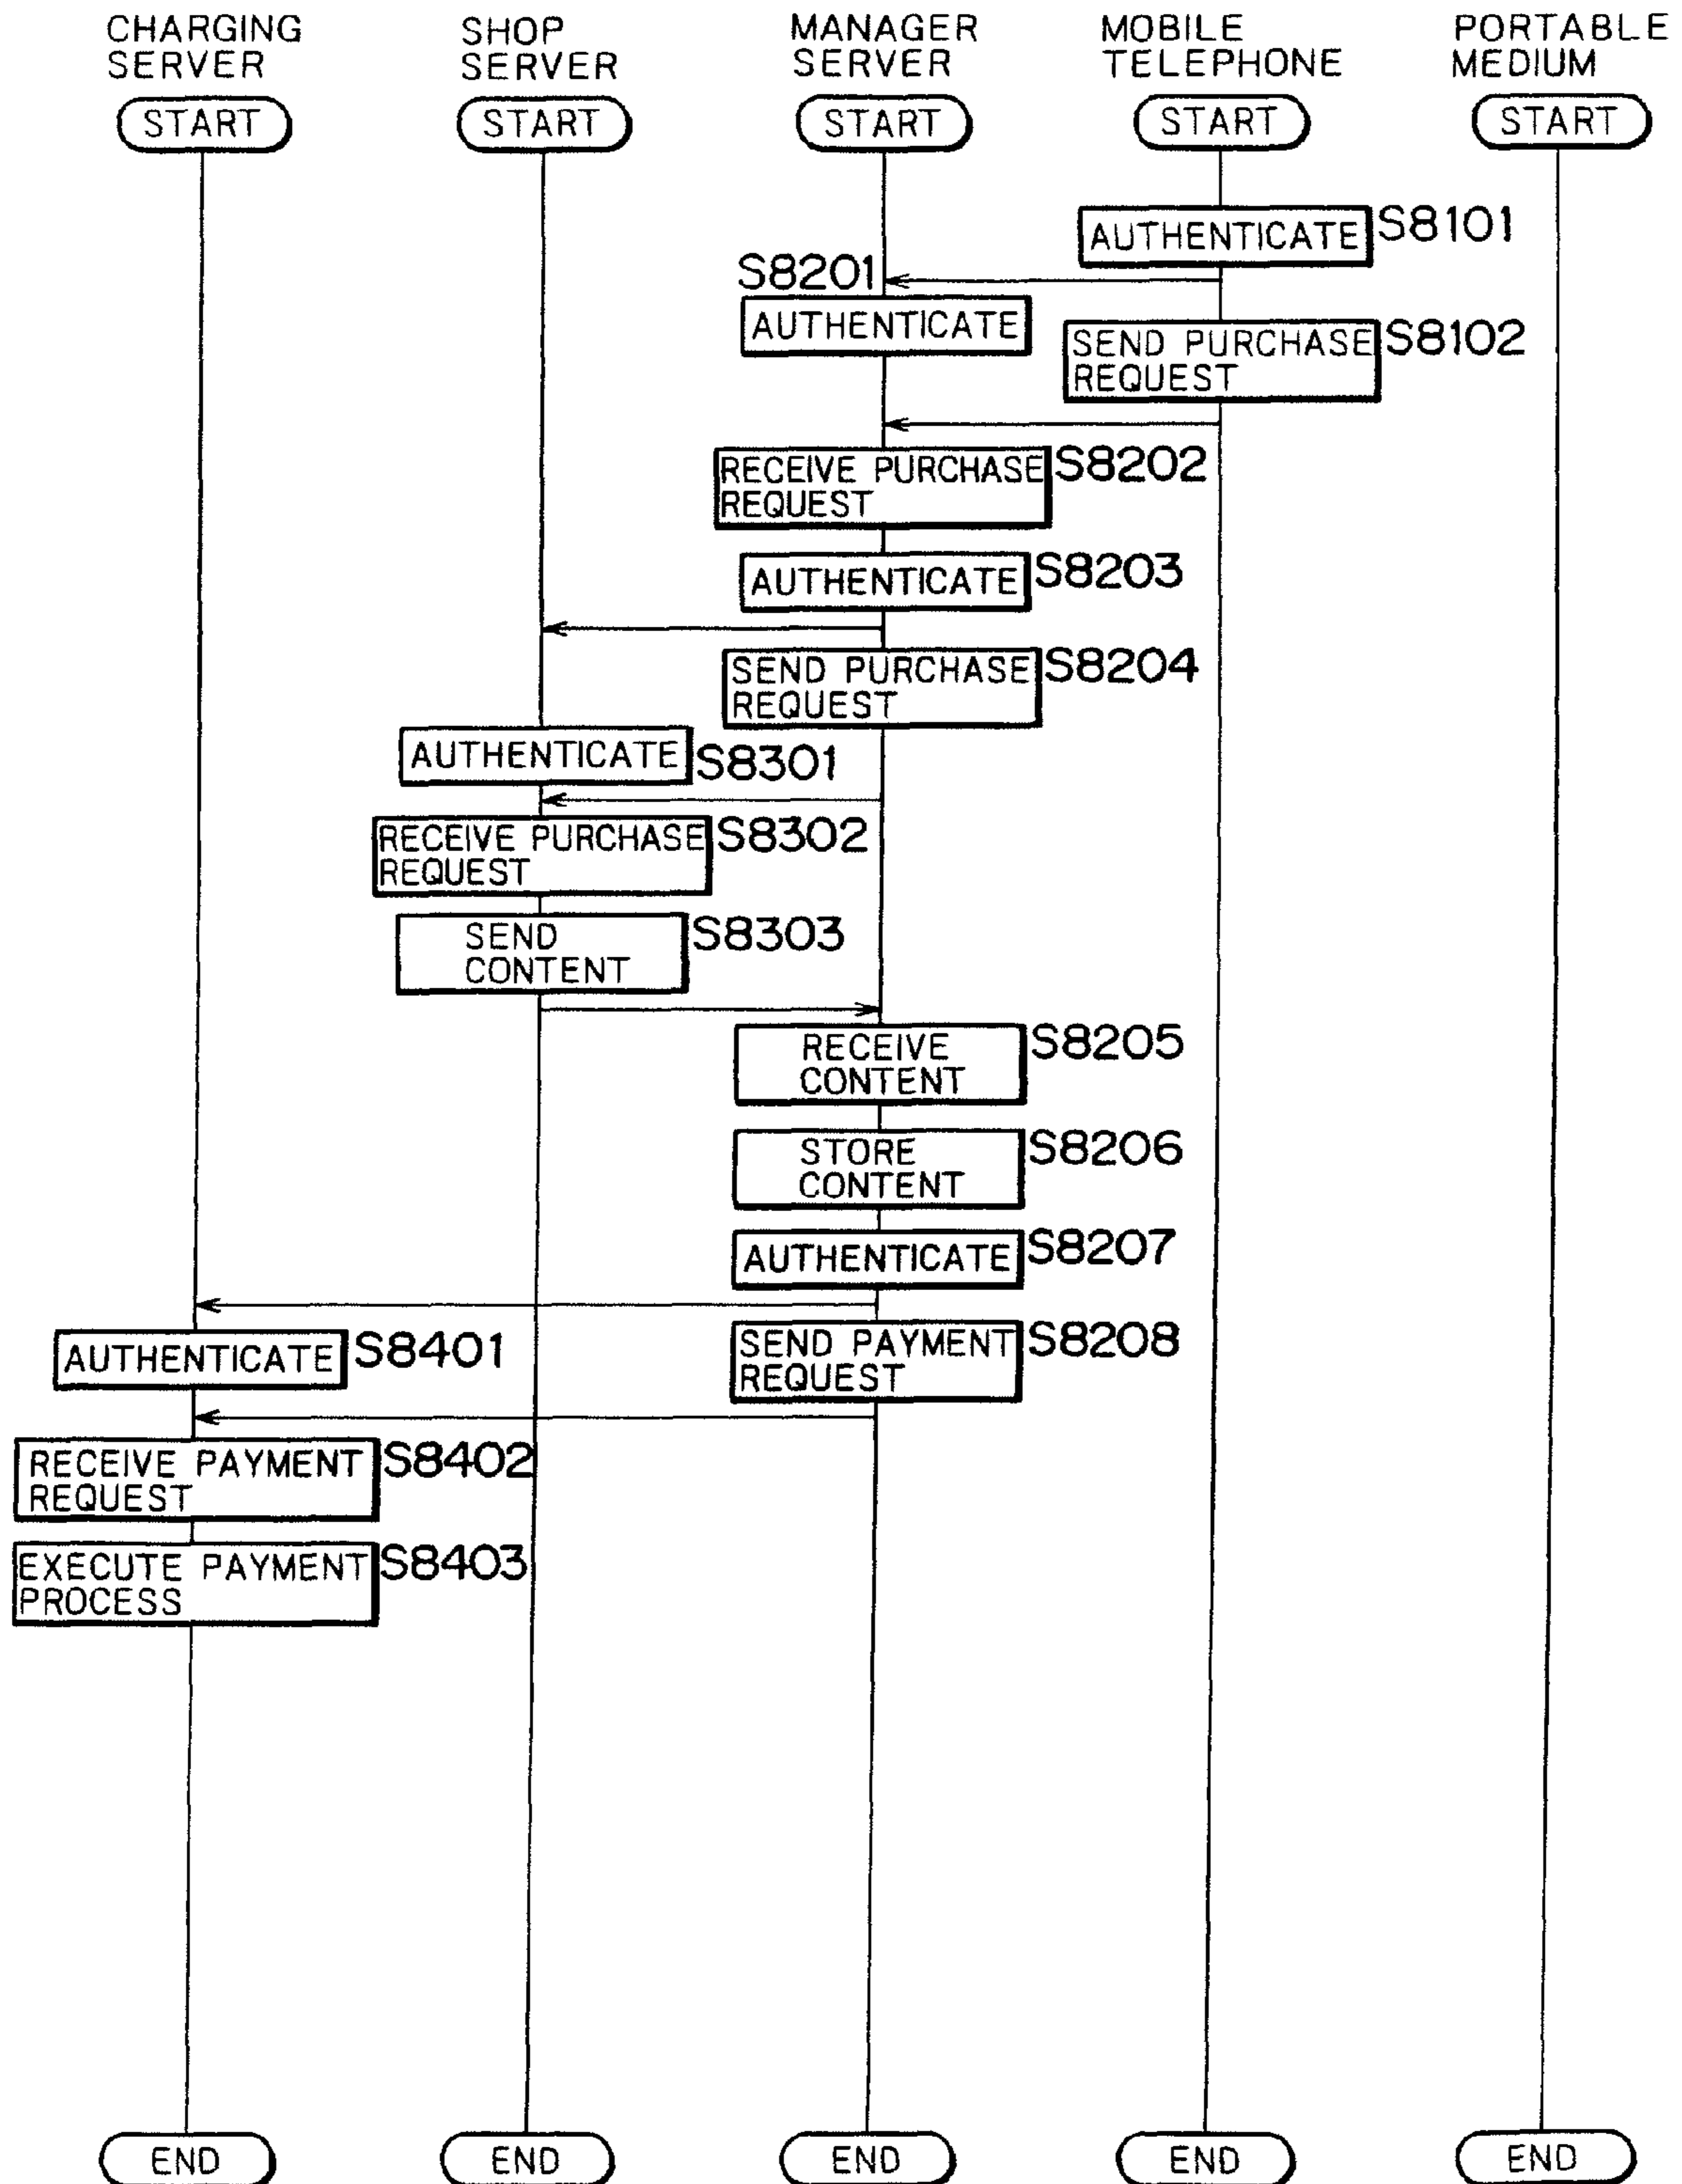 CHARGING
SERVER
SHOP
SERVER
MANAGER
SERVER
MOBILE
TELEPHONE
PORTABLE
MEDIUM
START
START
START
START
START
AUTHENTICATE
S8101
S8201
AUTHENTICATE
SEND PURCHASE
REQUEST
S8102
RECEIVE PURCHASE
REQUEST
S8202
AUTHENTICATE
S8203
SEND PURCHASE
REQUEST
S8204
AUTHENTICATE
S8301
RECEIVE PURCHASE
REQUEST
S8302
SEND
CONTENT
S8303
RECEIVE
CONTENT
S8205
STORE
CONTENT
S8206
AUTHENTICATE
S8207
AUTHENTICATE
S8401
SEND PAYMENT
REQUEST
S8208
RECEIVE PAYMENT
REQUEST
S8402
EXECUTE PAYMENT
PROCESS
S8403
END
END
END
END
END